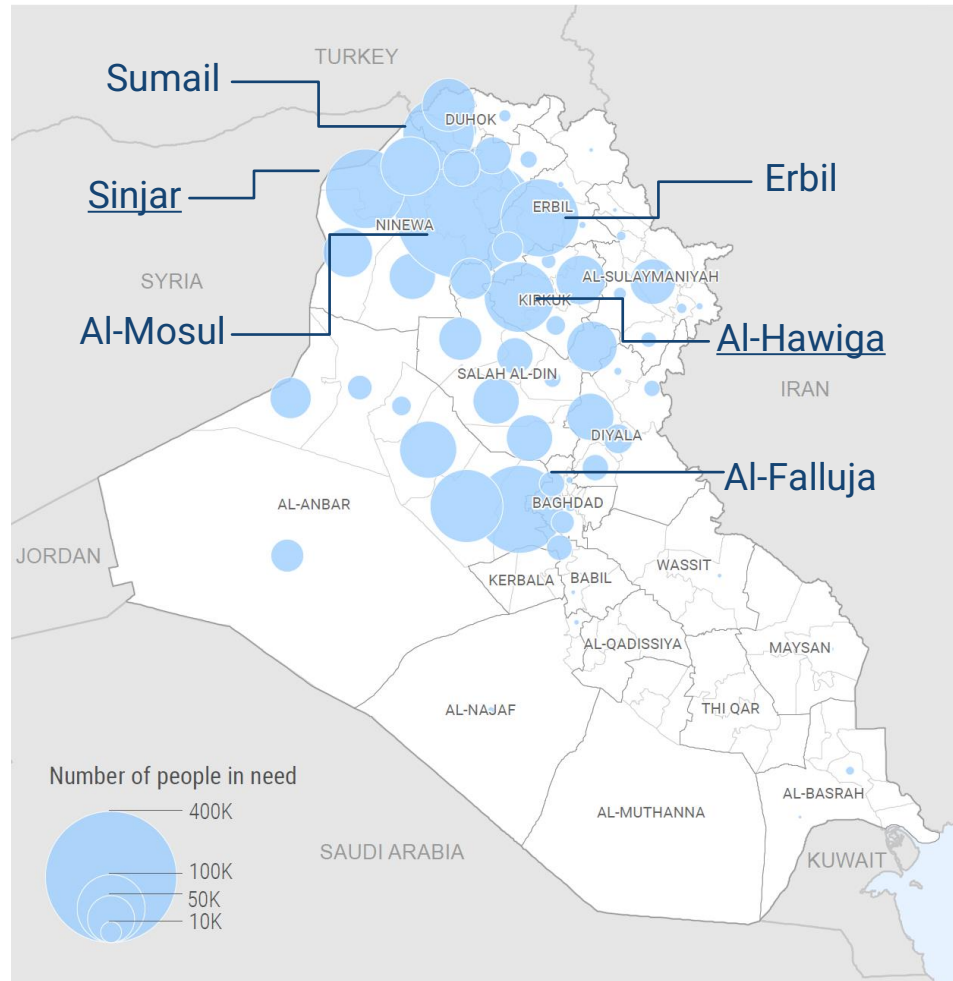 TURKEY
Sumail
DUHOK
Sinjar
Erbil
ERBIL
NINEWA
SYRIA
AL-SULAYMANIYAH
KIRKUK
Al-Mosul
Al-Hawiga
SALAH AL-DIN
IRAN
DIYALA
Al-Falluja
AL-ANBAR
BAGHDAD
JORDAN
WASSIT
KERBALA
BABIL
AL-QADISSIYA
MAYSAN
THI QAR
AL-NAJAF
AL-BASRAH
AL-MUTHANNA
SAUDI ARABIA
KUWAIT
Number of people in need
400K
100K
50K
10K